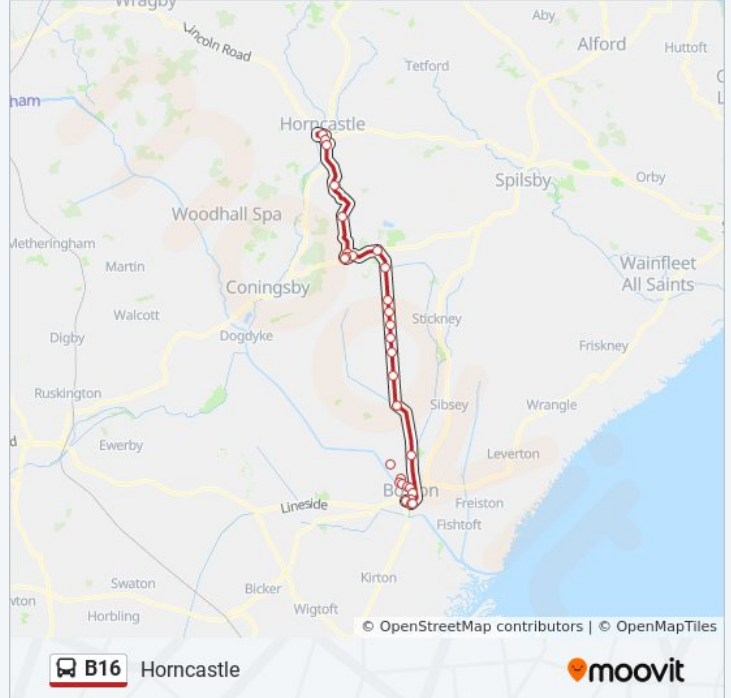 Wragby
Aby
Lincoln Road
Alford
Huttoft
Tetford
ham
Horncastle
Spilsby
Orby
Woodhall Spa
Metheringham
Martin
Wainfleet
All Saints
Coningsby
Walcott
Stickney
Digby
Dogdyke
Friskney
Ruskington
Sibsey
Wrangle
Ewerby
Leverton
Boston
Lineside
Freiston
Fishtoft
Kirton
Swaton
Bicker
Wigtoft
Horbling
© OpenStreetMap contributors | © OpenMapTiles
B16 Horncastle
moovit